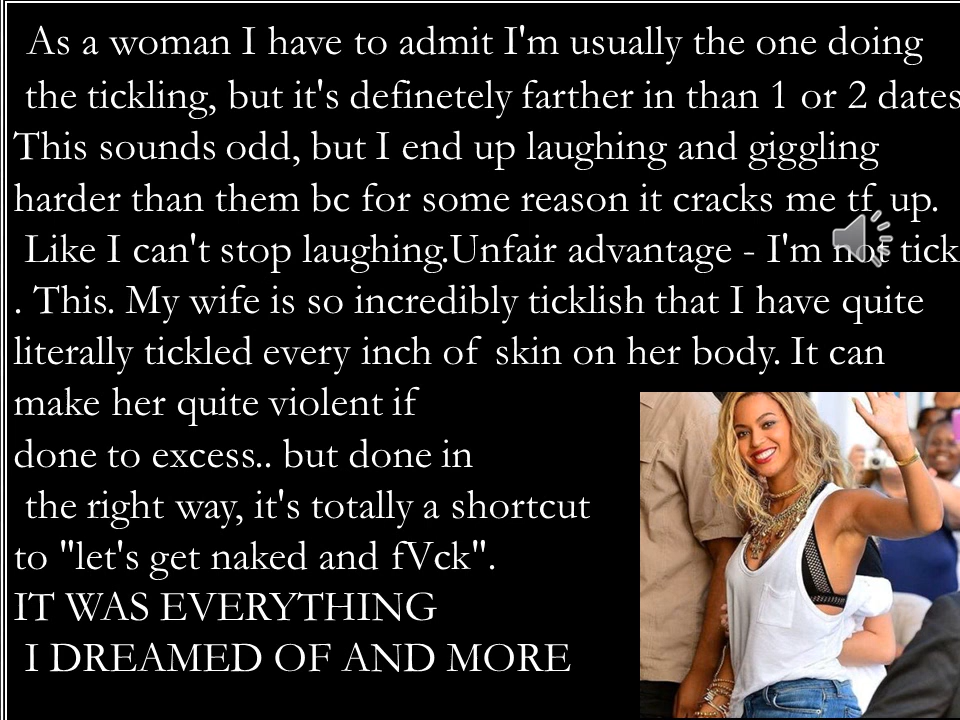 As a woman I have to admit I'm usually the one doing
the tickling, but it's definetely farther in than 1 or 2 dates
This sounds odd, but I end up laughing and giggling
harder than them bc for some reason it cracks me tf up.
Like I can't stop laughing.Unfair advantage - I'm not
. This. My wife is so incredibly ticklish that I have quite
literally tickled every inch of skin on her body. It can
make her quite violent if
done to excess.. but done in
the right way, it's totally a shortcut
to "let's get naked and fVck".
IT WAS EVERYTHING
I DREAMED OF AND MORE